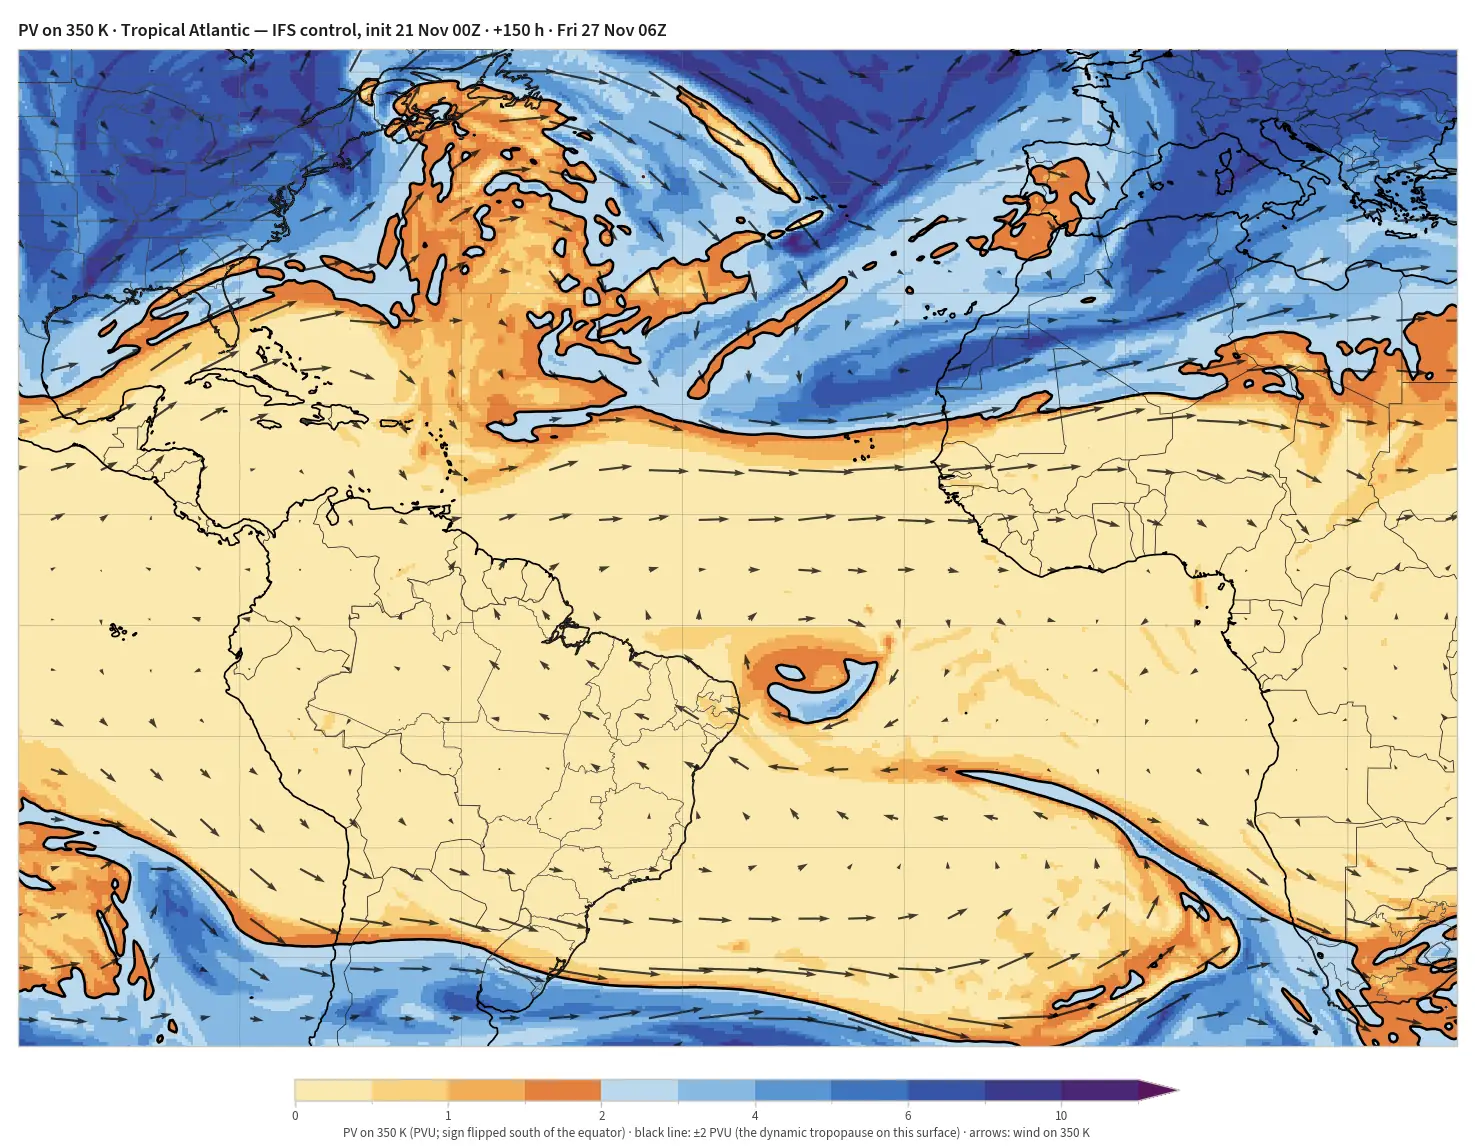 PV on 350 K · Tropical Atlantic — IFS control, init 21 Nov 00Z · +150 h · Fri 27 Nov 06Z
0 1 2 4 6 10
PV on 350 K (PVU; sign flipped south of the equator) · black line: ±2 PVU (the dynamic tropopause on this surface) · arrows: wind on 350 K